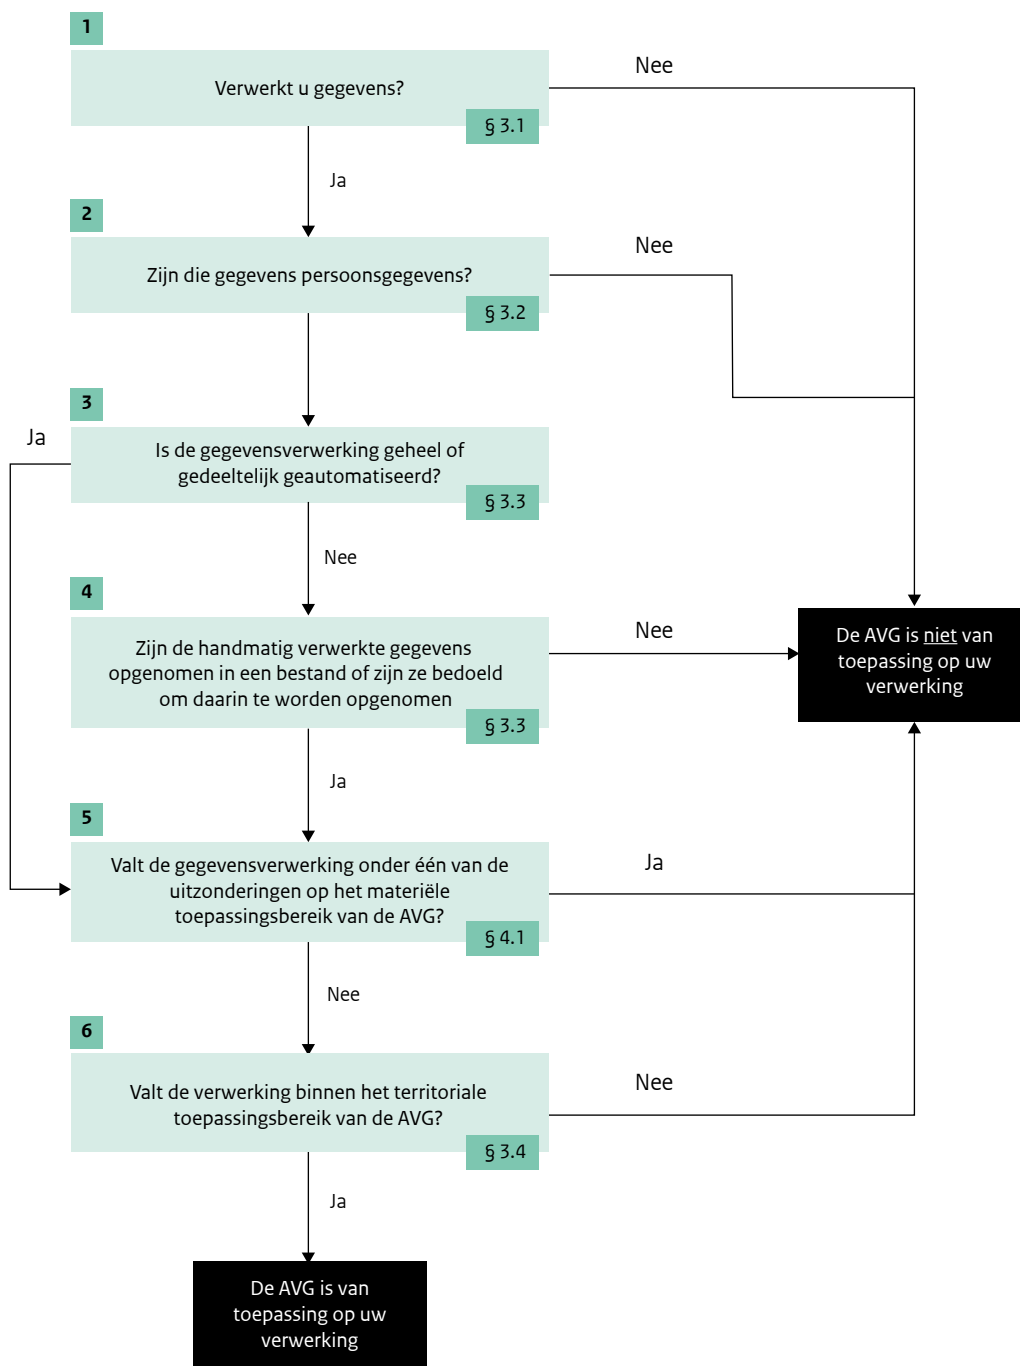 1
Verwerkt u gegevens?
Nee
§ 3.1
Ja
2
Zijn die gegevens persoonsgegevens?
Nee
§ 3.2
3
Ja
Is de gegevensverwerking geheel of
gedeeltelijk geautomatiseerd?
§ 3.3
Nee
4
Zijn de handmatig verwerkte gegevens
opgenomen in een bestand of zijn ze bedoeld
om daarin te worden opgenomen
Nee
§ 3.3
De AVG is niet van
toepassing op uw
verwerking
Ja
5
Valt de gegevensverwerking onder één van de
uitzonderingen op het materiële
toepassingsbereik van de AVG?
Ja
§ 4.1
Nee
6
Valt de verwerking binnen het territoriale
toepassingsbereik van de AVG?
Nee
§ 3.4
Ja
De AVG is van
toepassing op uw
verwerking